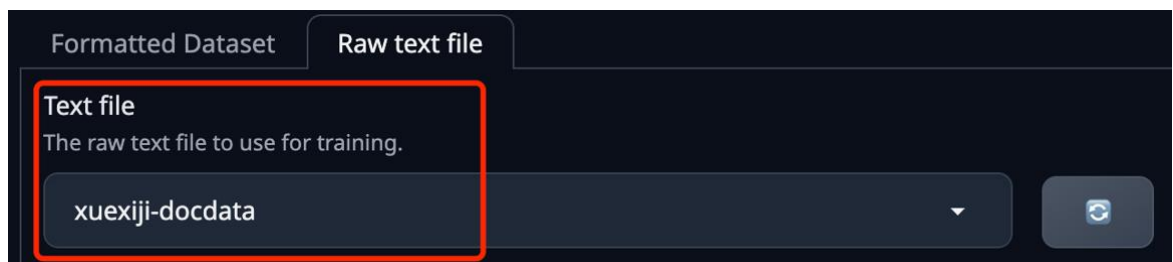 Formatted Dataset
Raw text file
Text file
The raw text file to use for training.
xuexiji-docdata